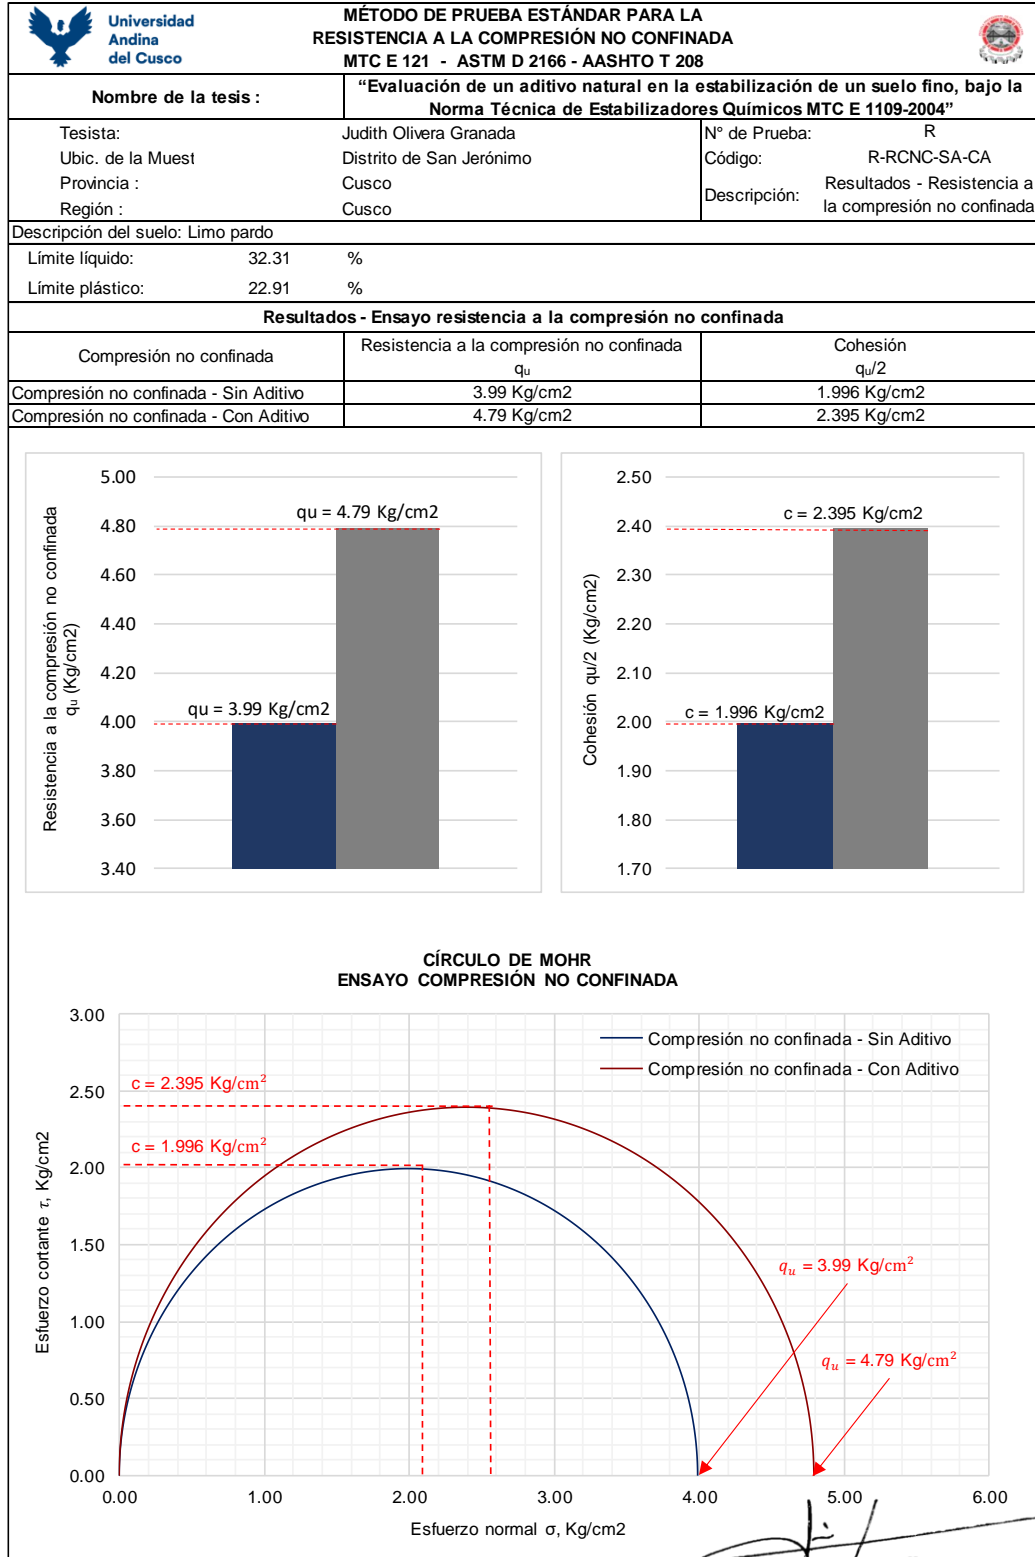 Universidad
Andina
del Cusco
MÉTODO DE PRUEBA ESTÁNDAR PARA LA
RESISTENCIA A LA COMPRESIÓN NO CONFINADA
MTC E 121 - ASTM D 2166 - AASHTO T 208
Nombre de la tesis :
“Evaluación de un aditivo natural en la estabilización de un suelo fino, bajo la
Norma Técnica de Estabilizadores Químicos MTC E 1109-2004”
Tesista: Judith Olivera Granada N° de Prueba: R
Ubic. de la Muest Distrito de San Jerónimo Código: R-RCNC-SA-CA
Provincia : Cusco Descripción: Resultados - Resistencia a
Región : Cusco la compresión no confinada
Descripción del suelo: Limo pardo
Límite líquido: 32.31 %
Límite plástico: 22.91 %
Resultados - Ensayo resistencia a la compresión no confinada
Compresión no confinada Resistencia a la compresión no confinada Cohesión
qu qu/2
Compresión no confinada - Sin Aditivo 3.99 Kg/cm2 1.996 Kg/cm2
Compresión no confinada - Con Aditivo 4.79 Kg/cm2 2.395 Kg/cm2
Resistencia a la compresión no confinada
qu (Kg/cm2)
5.00
4.80
4.60
4.40
4.20
4.00
3.80
3.60
3.40
qu = 4.79 Kg/cm2
qu = 3.99 Kg/cm2
Cohesión qu/2 (Kg/cm2)
2.50
2.40
2.30
2.20
2.10
2.00
1.90
1.80
1.70
c = 2.395 Kg/cm2
c = 1.996 Kg/cm2
CÍRCULO DE MOHR
ENSAYO COMPRESIÓN NO CONFINADA
Esfuerzo cortante τ, Kg/cm2
3.00
2.50
2.00
1.50
1.00
0.50
0.00
Compresión no confinada - Sin Aditivo
Compresión no confinada - Con Aditivo
c = 2.395 Kg/cm²
c = 1.996 Kg/cm²
qᵤ = 3.99 Kg/cm²
qᵤ = 4.79 Kg/cm²
0.00 1.00 2.00 3.00 4.00 5.00 6.00
Esfuerzo normal σ, Kg/cm2